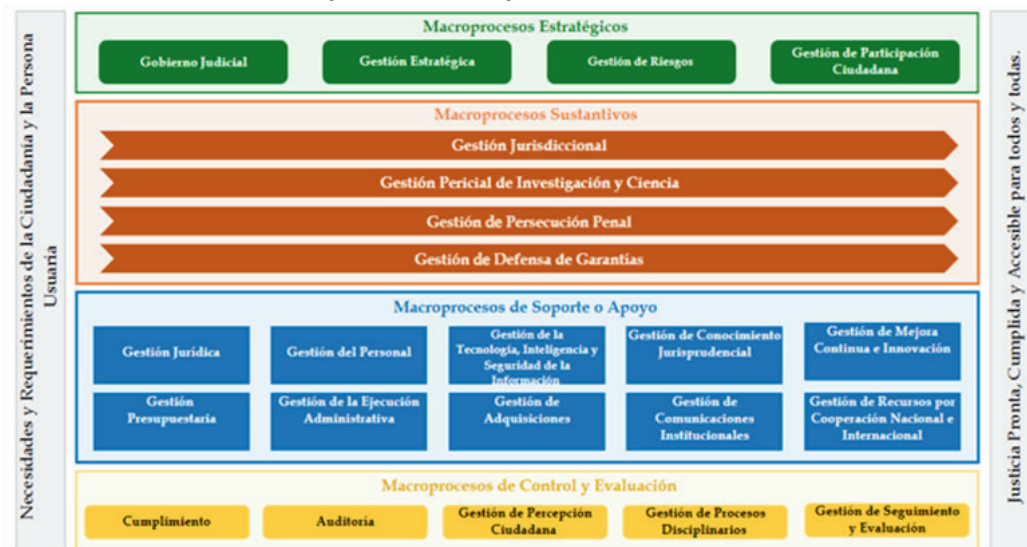 Necesidades y Requerimientos de la Ciudadanía y la Persona
Usuaria
Macroprocesos Estratégicos
Gobierno Judicial
Gestión Estratégica
Gestión de Riesgos
Gestión de Participación
Ciudadana
Macroprocesos Sustantivos
Gestión Jurisdiccional
Gestión Pericial de Investigación y Ciencia
Gestión de Persecución Penal
Gestión de Defensa de Garantías
Macroprocesos de Soporte o Apoyo
Gestión Jurídica
Gestión del Personal
Gestión de la
Tecnología, Inteligencia y
Seguridad de la
Información
Gestión de Conocimiento
Jurisprudencial
Gestión de Mejora
Continua e Innovación
Gestión
Presupuestaria
Gestión de la Ejecución
Administrativa
Gestión de
Adquisiciones
Gestión de
Comunicaciones
Institucionales
Gestión de Recursos por
Cooperación Nacional e
Internacional
Macroprocesos de Control y Evaluación
Cumplimiento
Auditoría
Gestión de Percepción
Ciudadana
Gestión de Procesos
Disciplinarios
Gestión de Seguimiento
y Evaluación
Justicia Pronta, Cumplida y Accesible para todos y todas.